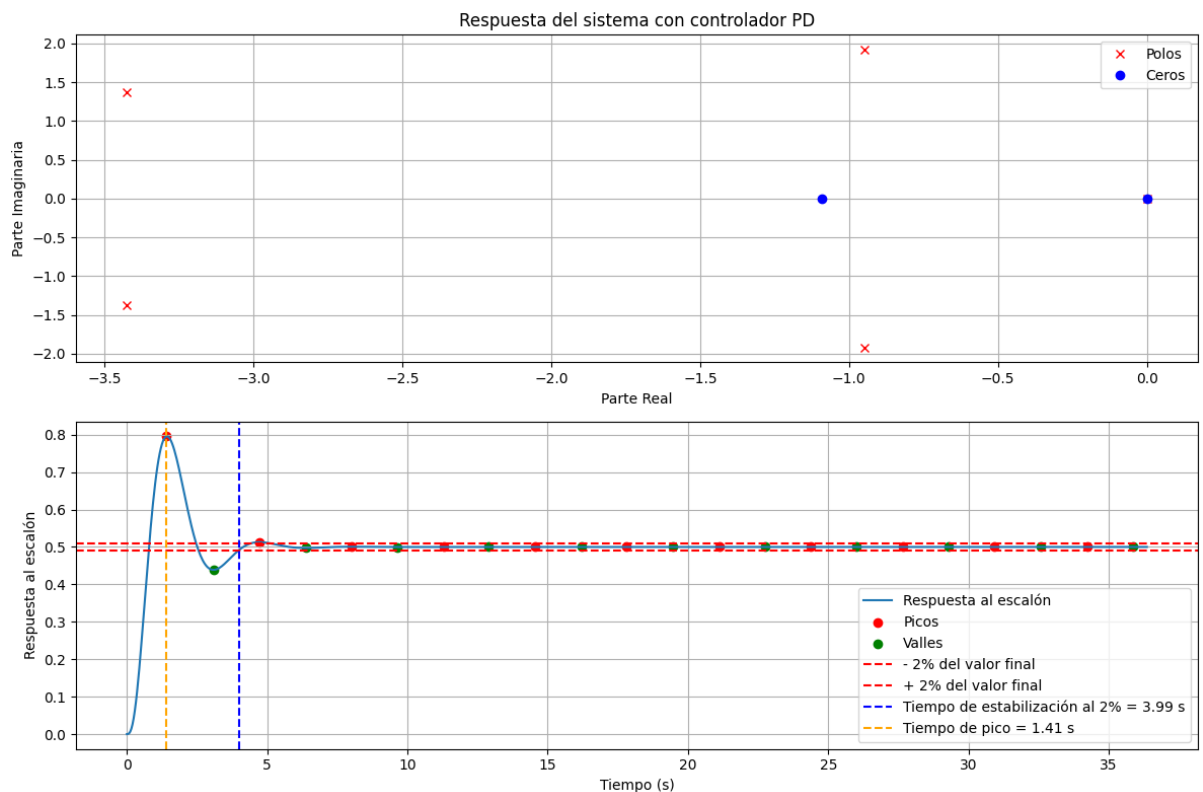 Respuesta del sistema con controlador PD
Polos
Ceros
Parte Imaginaria
2.0
1.5
1.0
0.5
0.0
−0.5
−1.0
−1.5
−2.0
−3.5 −3.0 −2.5 −2.0 −1.5 −1.0 −0.5 0.0
Parte Real
Respuesta al escalón
0.8
0.7
0.6
0.5
0.4
0.3
0.2
0.1
0.0
Respuesta al escalón
Picos
Valles
- 2% del valor final
+ 2% del valor final
Tiempo de estabilización al 2% = 3.99 s
Tiempo de pico = 1.41 s
0 5 10 15 20 25 30 35
Tiempo (s)